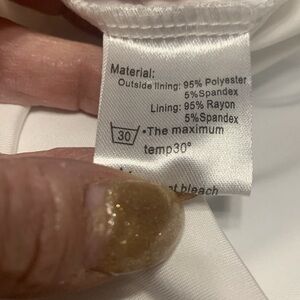 Material:
Outside lining: 95% Polyester
5%Spandex
Lining: 95% Rayon
5%Spandex
30 •The maximum
temp30°
bleach